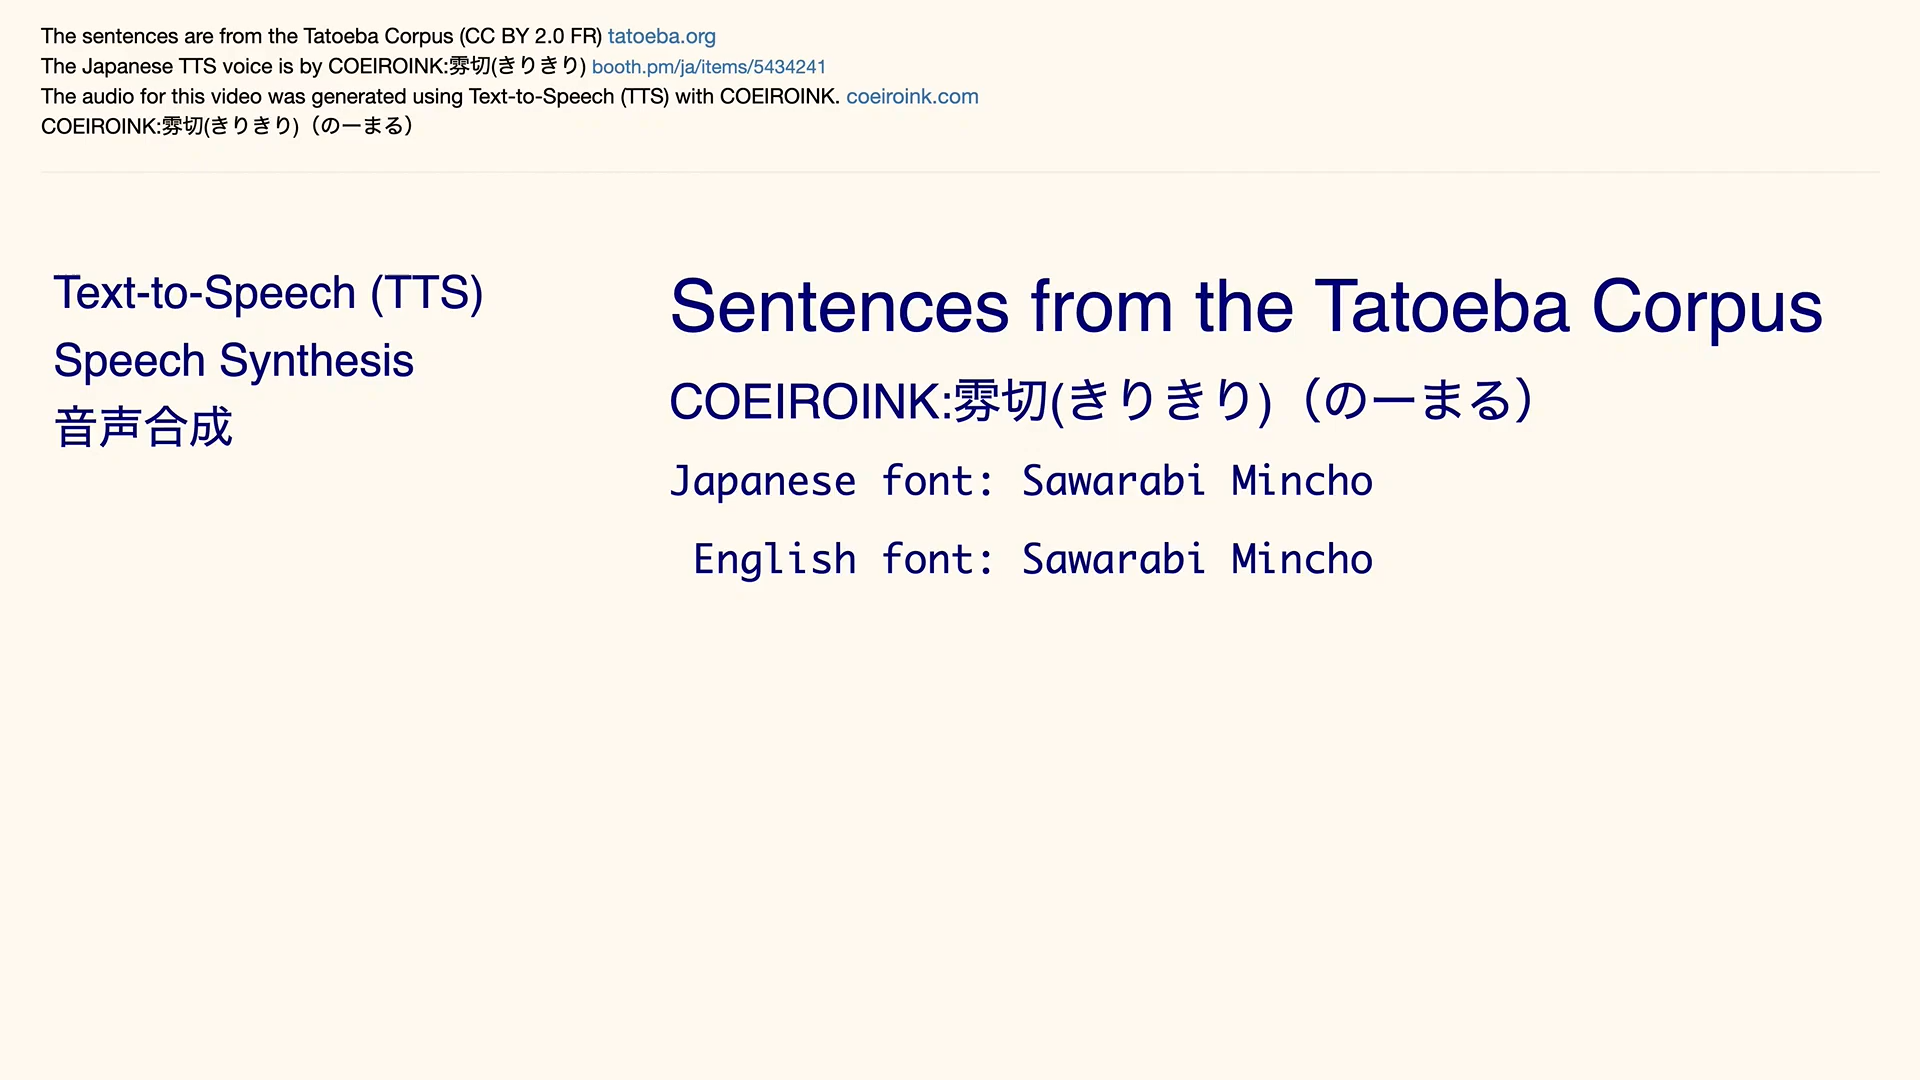 The sentences are from the Tatoeba Corpus (CC BY 2.0 FR) tatoeba.org
The Japanese TTS voice is by COEIROINK:雰切(きりきり) booth.pm/ja/items/5434241
The audio for this video was generated using Text-to-Speech (TTS) with COEIROINK. coeiroink.com
COEIROINK:雰切(きりきり)（のーまる）
Text-to-Speech (TTS)
Speech Synthesis
音声合成
Sentences from the Tatoeba Corpus
COEIROINK:雰切(きりきり)（のーまる）
Japanese font: Sawarabi Mincho
English font: Sawarabi Mincho